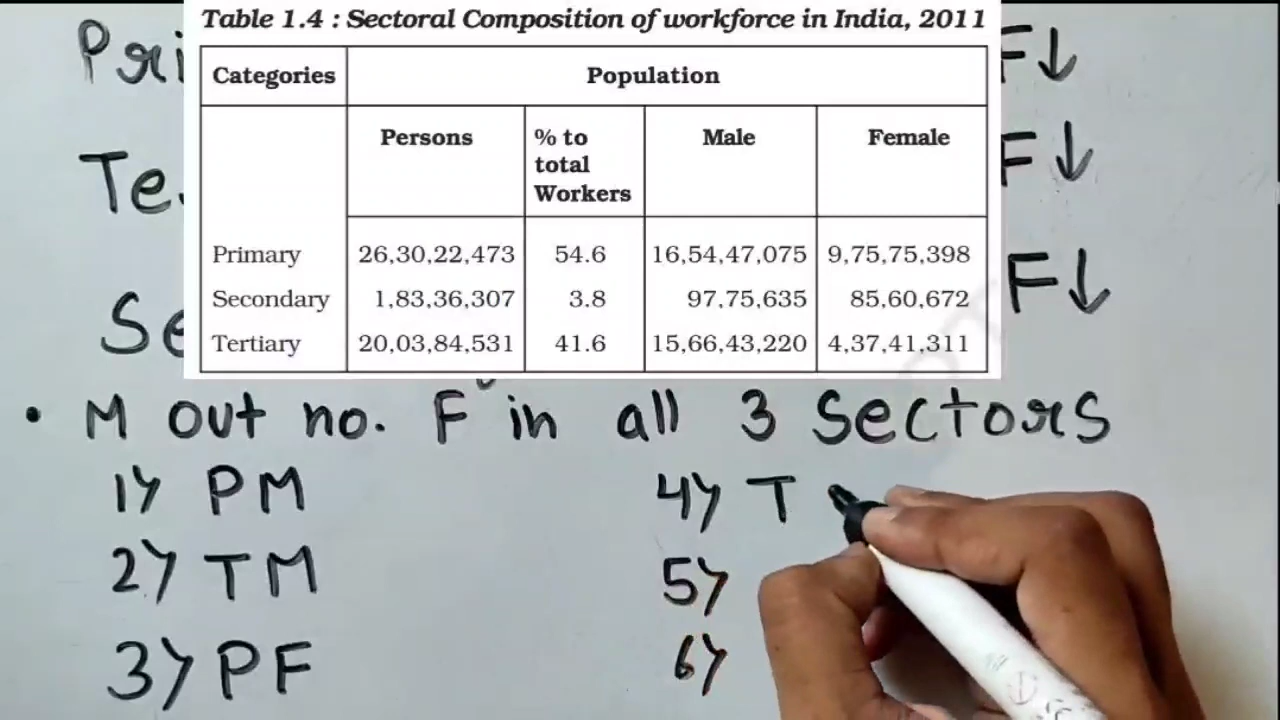 Table 1.4 : Sectoral Composition of workforce in India, 2011
Categories Population
Persons % to total Workers Male Female
Primary 26,30,22,473 54.6 16,54,47,075 9,75,75,398
Secondary 1,83,36,307 3.8 97,75,635 85,60,672
Tertiary 20,03,84,531 41.6 15,66,43,220 4,37,41,311
Pri F↓
Te F↓
Se F↓
• M out no. F in all 3 sectors
1) PM
2) TM
3) PF
4) T
5)
6)